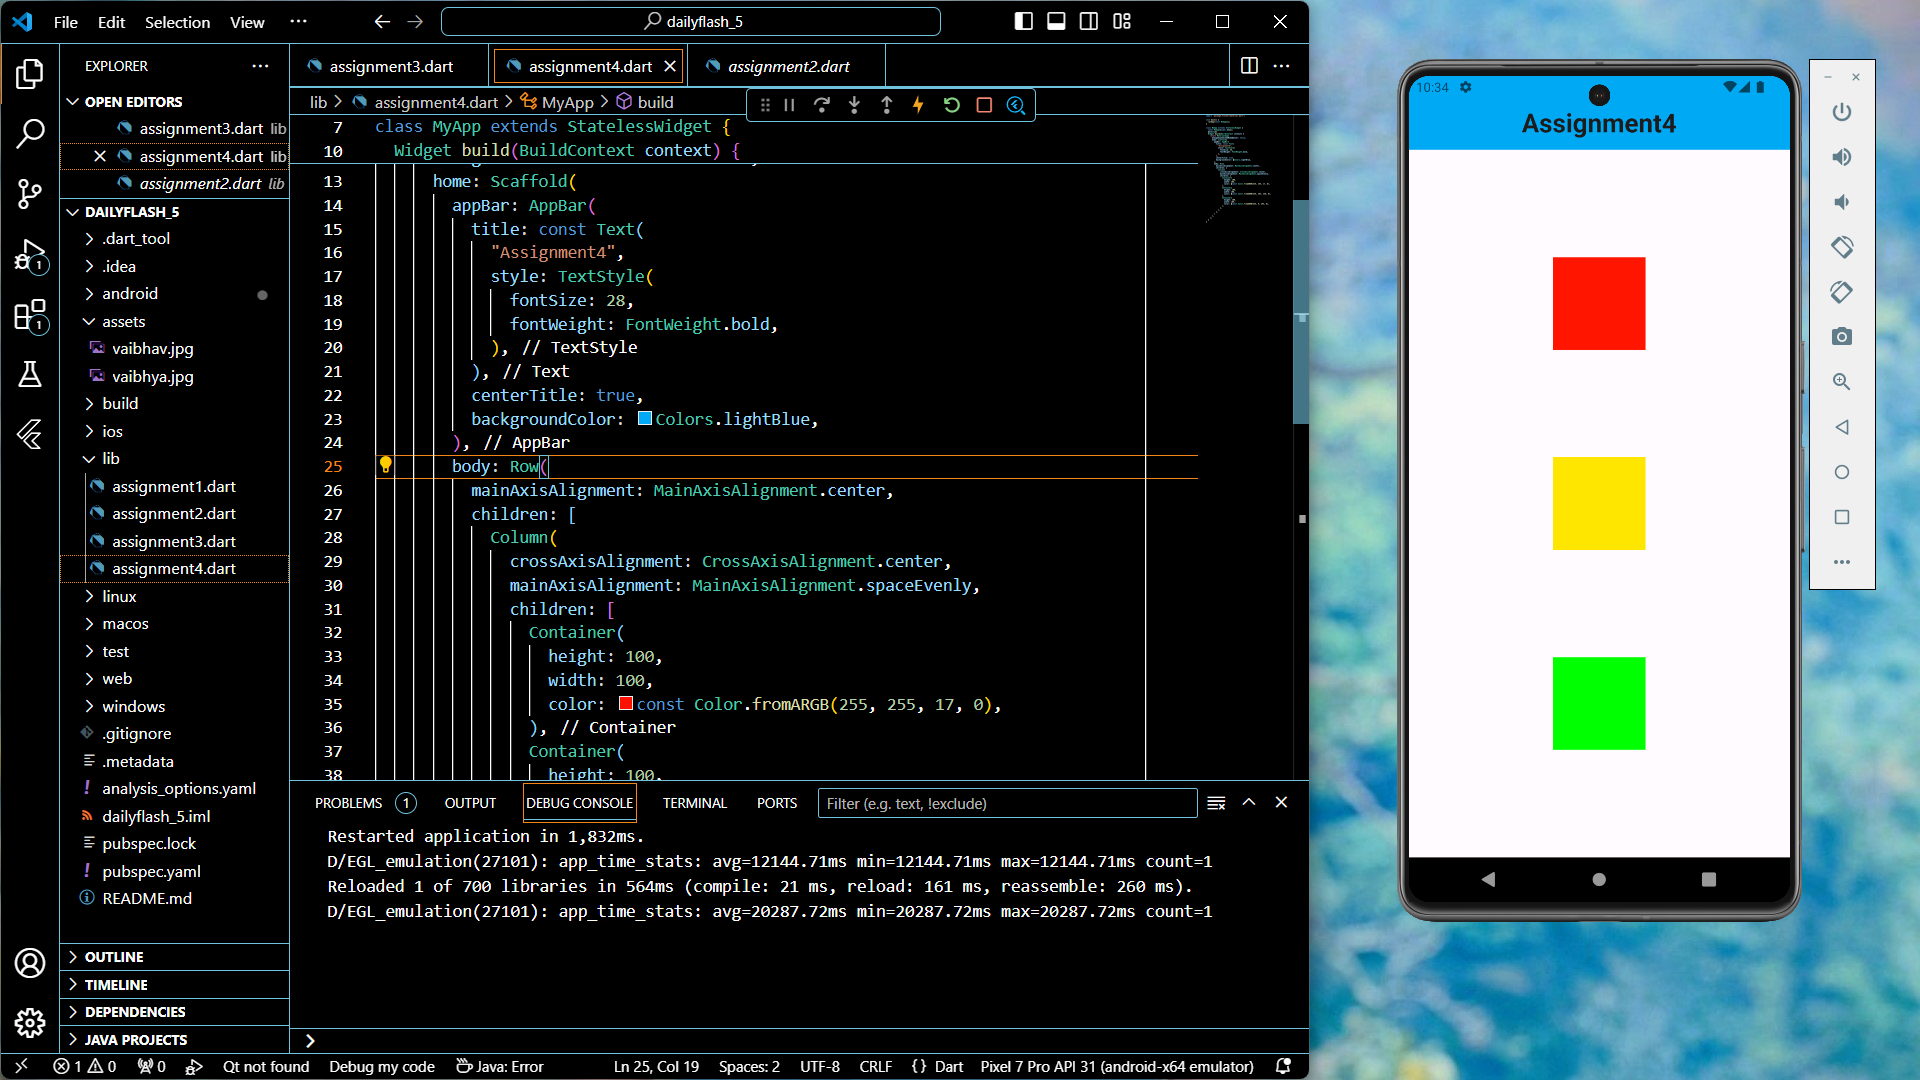 File Edit Selection View ··· dailyflash_5
EXPLORER
OPEN EDITORS
assignment3.dart lib
assignment4.dart lib
assignment2.dart lib
DAILYFLASH_5
.dart_tool
.idea
android
assets
vaibhav.jpg
vaibhya.jpg
build
ios
lib
assignment1.dart
assignment2.dart
assignment3.dart
assignment4.dart
linux
macos
test
web
windows
.gitignore
.metadata
analysis_options.yaml
dailyflash_5.iml
pubspec.lock
pubspec.yaml
README.md
OUTLINE
TIMELINE
DEPENDENCIES
JAVA PROJECTS
1
1
assignment3.dart assignment4.dart assignment2.dart
lib > assignment4.dart > MyApp > build
7 class MyApp extends StatelessWidget {
10 Widget build(BuildContext context) {
13 home: Scaffold(
14 appBar: AppBar(
15 title: const Text(
16 "Assignment4",
17 style: TextStyle(
18 fontSize: 28,
19 fontWeight: FontWeight.bold,
20 ), // TextStyle
21 ), // Text
22 centerTitle: true,
23 backgroundColor: Colors.lightBlue,
24 ), // AppBar
25 body: Row(
26 mainAxisAlignment: MainAxisAlignment.center,
27 children: [
28 Column(
29 crossAxisAlignment: CrossAxisAlignment.center,
30 mainAxisAlignment: MainAxisAlignment.spaceEvenly,
31 children: [
32 Container(
33 height: 100,
34 width: 100,
35 color: const Color.fromARGB(255, 255, 17, 0),
36 ), // Container
37 Container(
38 height: 100,
PROBLEMS 1 OUTPUT DEBUG CONSOLE TERMINAL PORTS Filter (e.g. text, !exclude)
Restarted application in 1,832ms.
D/EGL_emulation(27101): app_time_stats: avg=12144.71ms min=12144.71ms max=12144.71ms count=1
Reloaded 1 of 700 libraries in 564ms (compile: 21 ms, reload: 161 ms, reassemble: 260 ms).
D/EGL_emulation(27101): app_time_stats: avg=20287.72ms min=20287.72ms max=20287.72ms count=1
1 0 0 Qt not found Debug my code Java: Error Ln 25, Col 19 Spaces: 2 UTF-8 CRLF {} Dart Pixel 7 Pro API 31 (android-x64 emulator)
10:34
Assignment4